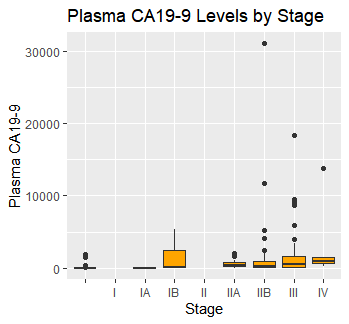 Plasma CA19-9 Levels by Stage
30000
20000
10000
0
Plasma CA19-9
I IA IB II IIA IIB III IV
Stage